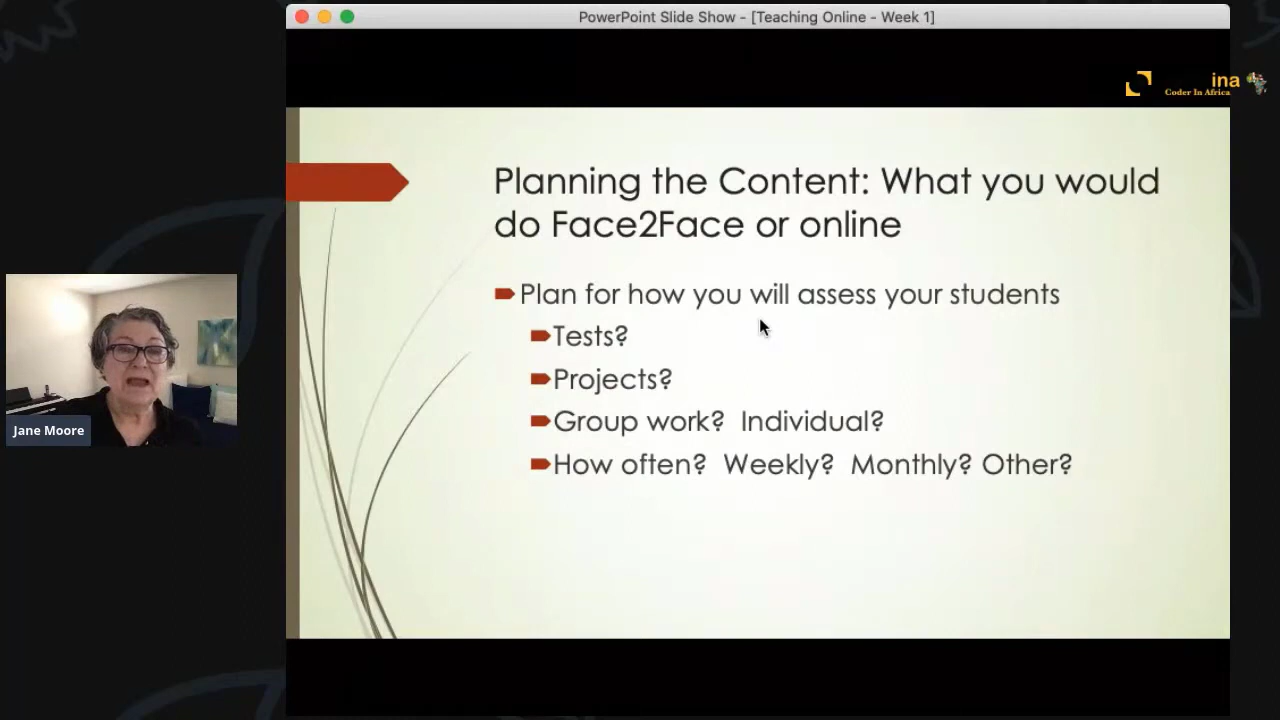 PowerPoint Slide Show - [Teaching Online - Week 1]
ina
Coder In Africa
Planning the Content: What you would
do Face2Face or online
Plan for how you will assess your students
Tests?
Projects?
Group work? Individual?
How often? Weekly? Monthly? Other?
Jane Moore